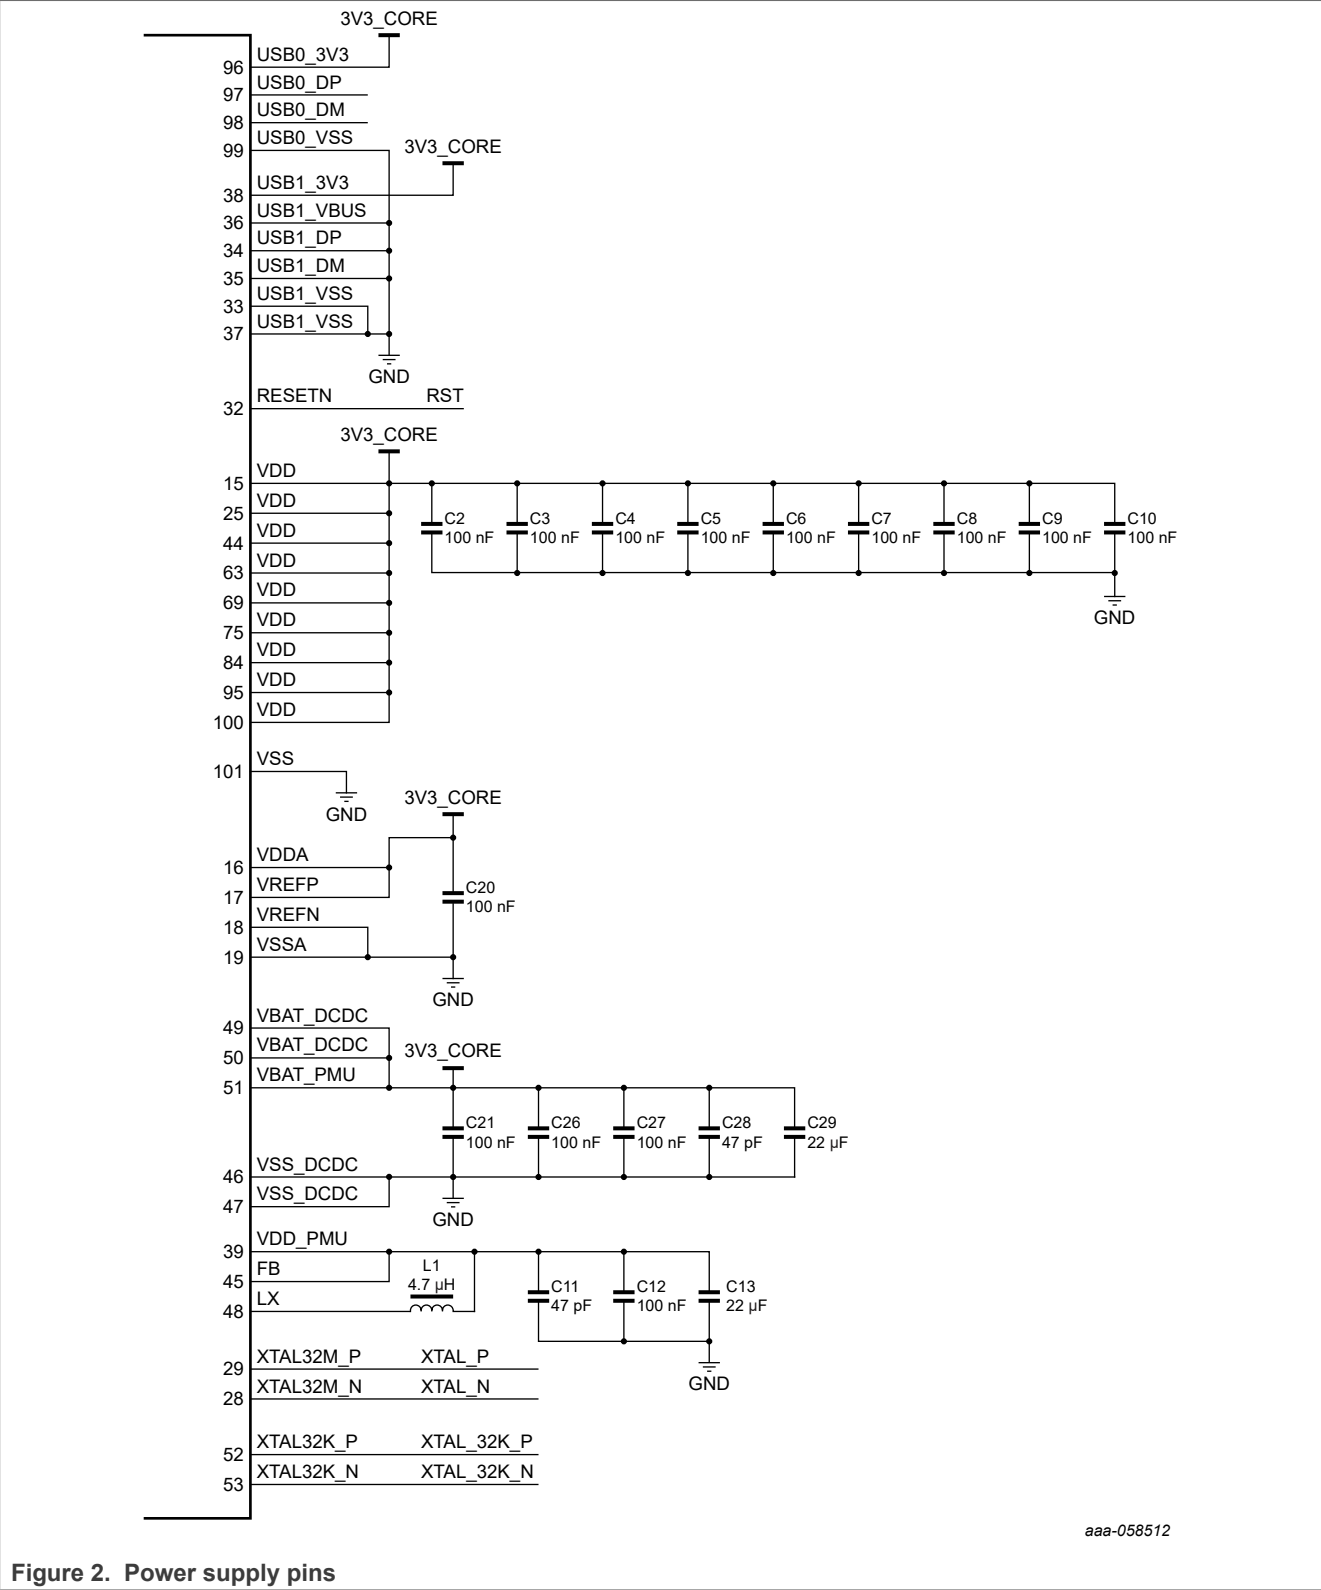 3V3_CORE
96 USB0_3V3
97 USB0_DP
98 USB0_DM
99 USB0_VSS
3V3_CORE
38 USB1_3V3
36 USB1_VBUS
34 USB1_DP
35 USB1_DM
33 USB1_VSS
37 USB1_VSS
GND
32 RESETN RST
3V3_CORE
15 VDD
25 VDD
44 VDD
63 VDD
69 VDD
75 VDD
84 VDD
95 VDD
100 VDD
C2 C3 C4 C5 C6 C7 C8 C9 C10
100 nF 100 nF 100 nF 100 nF 100 nF 100 nF 100 nF 100 nF 100 nF
GND
101 VSS
GND
3V3_CORE
16 VDDA
17 VREFP
18 VREFN
19 VSSA
C20
100 nF
GND
49 VBAT_DCDC
50 VBAT_DCDC
51 VBAT_PMU
3V3_CORE
C21 C26 C27 C28 C29
100 nF 100 nF 100 nF 47 pF 22 µF
46 VSS_DCDC
47 VSS_DCDC
GND
39 VDD_PMU
45 FB
48 LX
L1
4.7 µH
C11 C12 C13
47 pF 100 nF 22 µF
GND
29 XTAL32M_P XTAL_P
28 XTAL32M_N XTAL_N
52 XTAL32K_P XTAL_32K_P
53 XTAL32K_N XTAL_32K_N
aaa-058512
Figure 2. Power supply pins